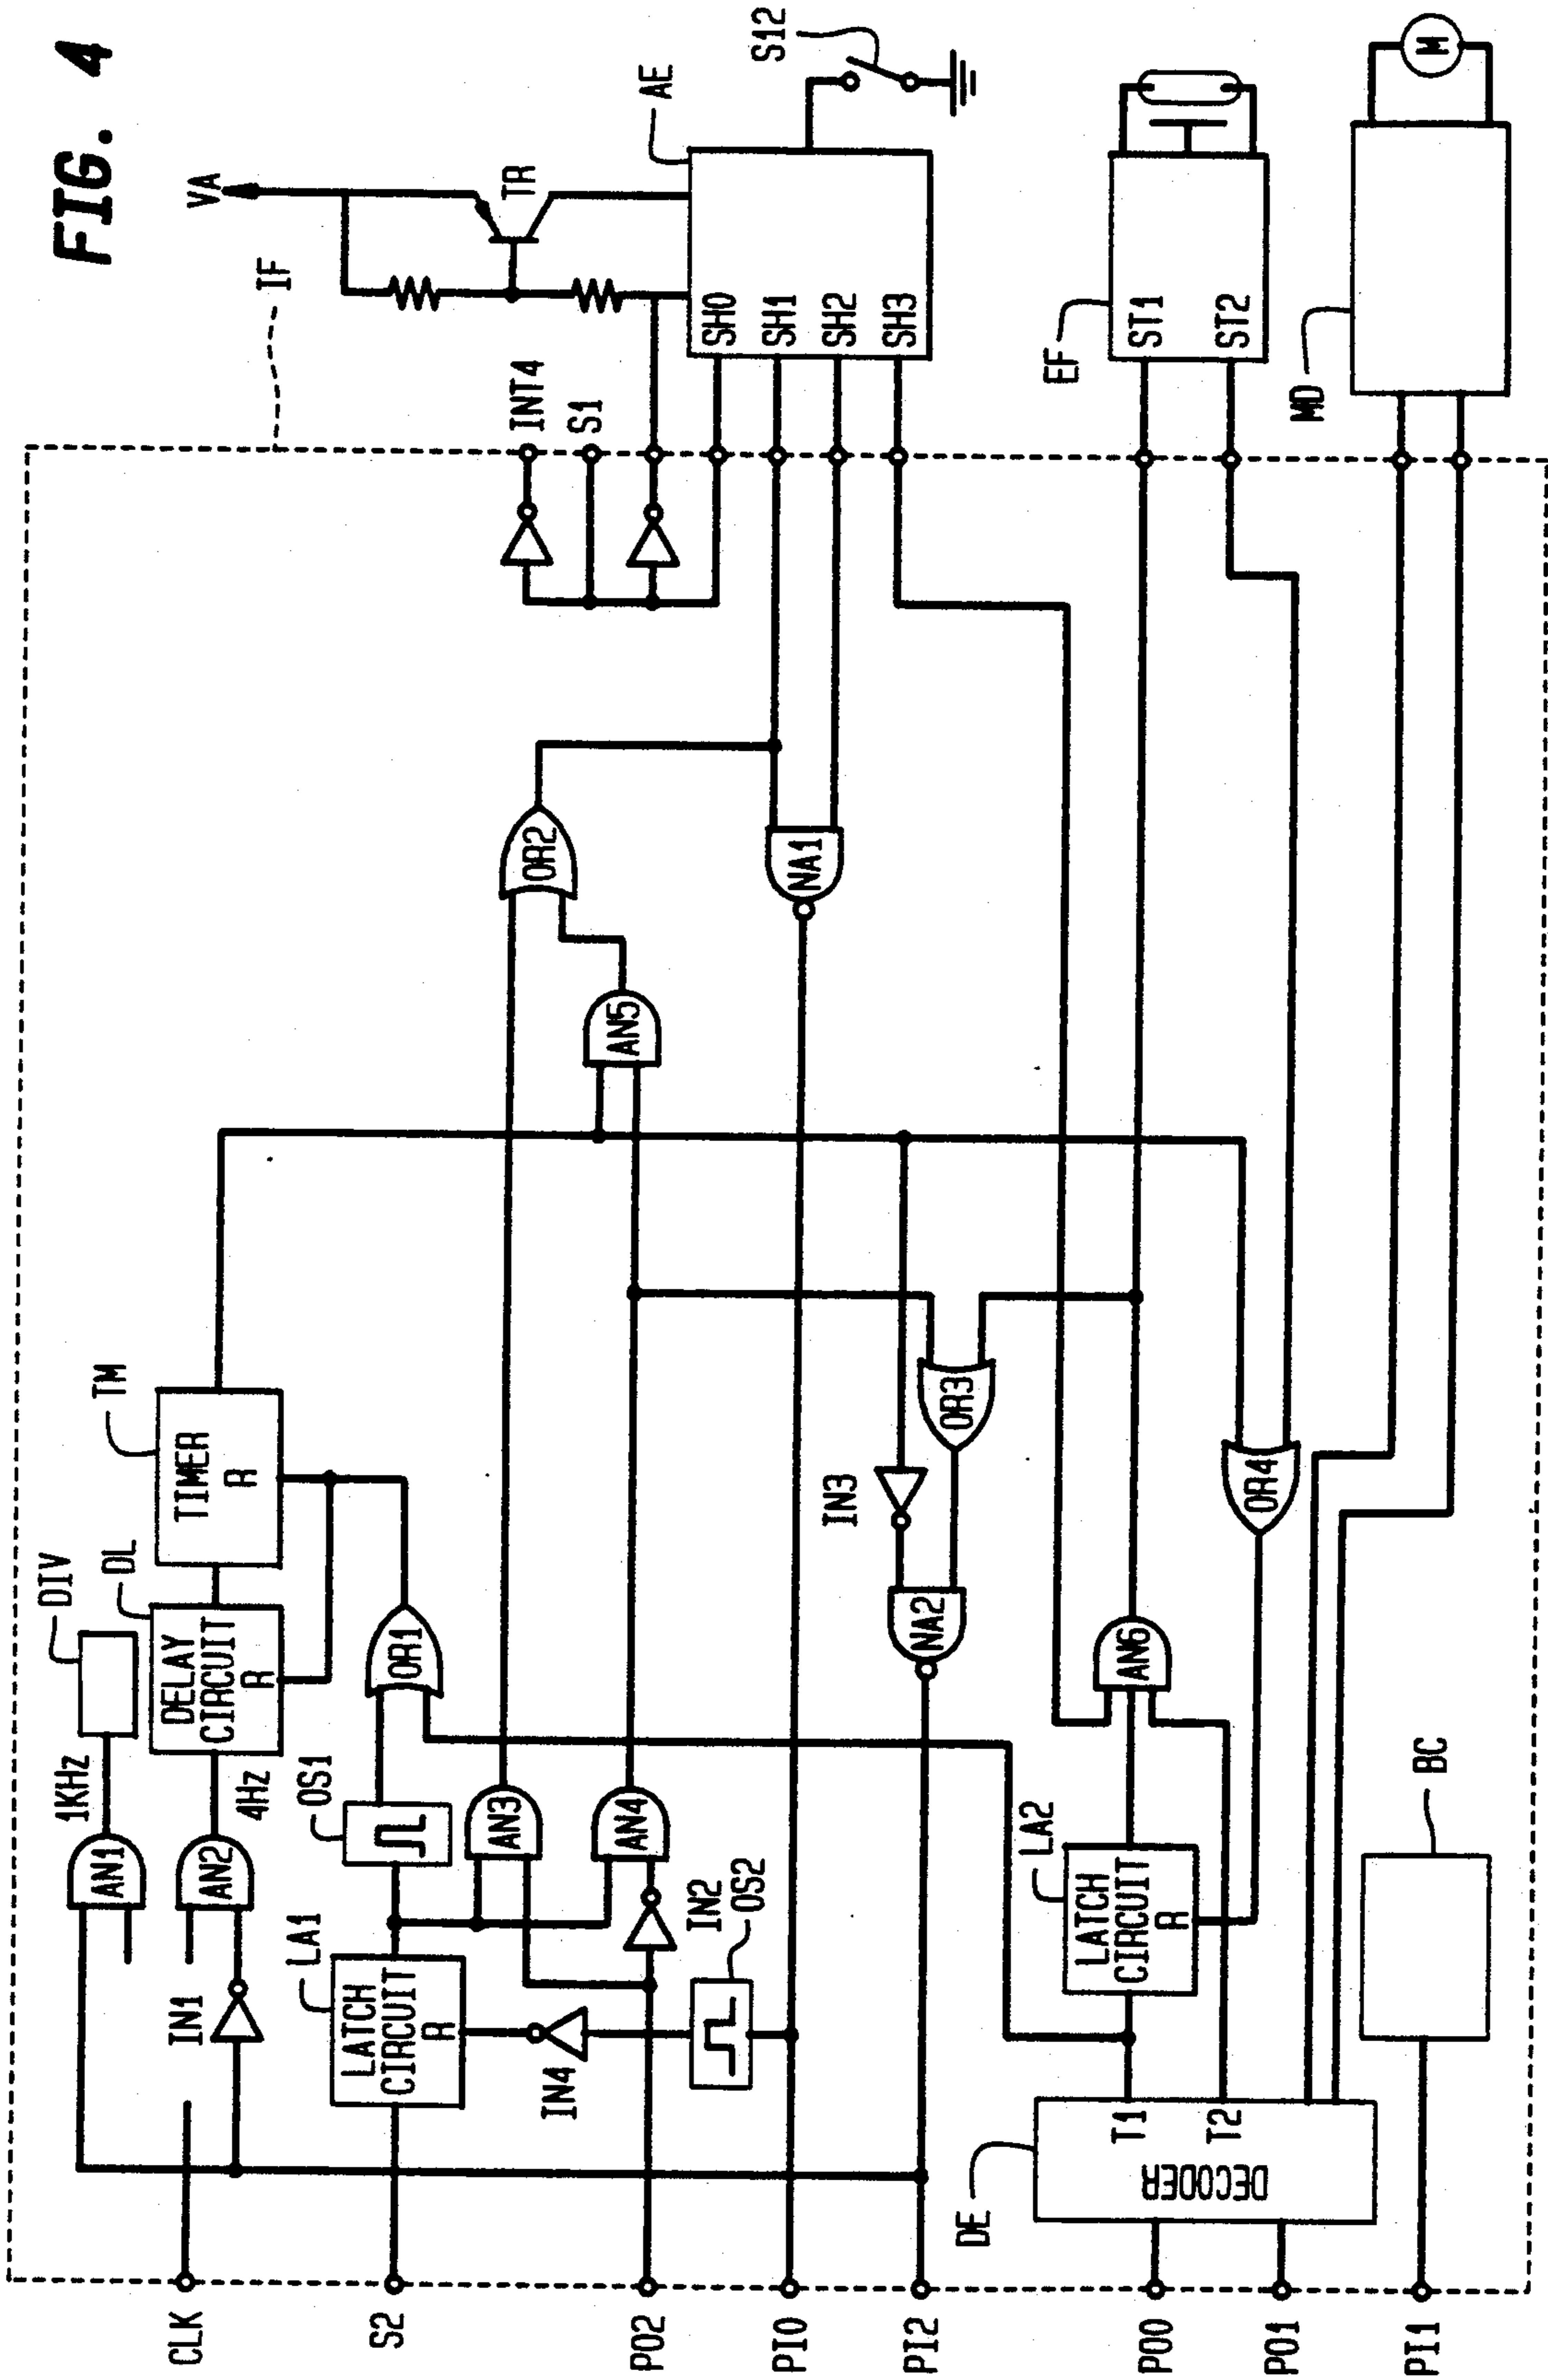 FIG. 4
IF
VA
TR
AE
S12
INT4
S1
SH0
SH1
SH2
SH3
EF
ST1
ST2
MD
M
OR2
NA1
AN5
TM
TIMER
R
DIV
DL
DELAY
CIRCUIT
R
1KHz
4Hz
AN1
AN2
IN1
OS1
OR1
AN3
AN4
IN2
OS2
LA1
LATCH
CIRCUIT
R
IN4
IN3
OR3
NA2
AN6
OR4
LA2
LATCH
CIRCUIT
R
BC
DE
T1
T2
DECODER
CLK
S2
PO2
PI0
PI2
PO0
PO1
PI1